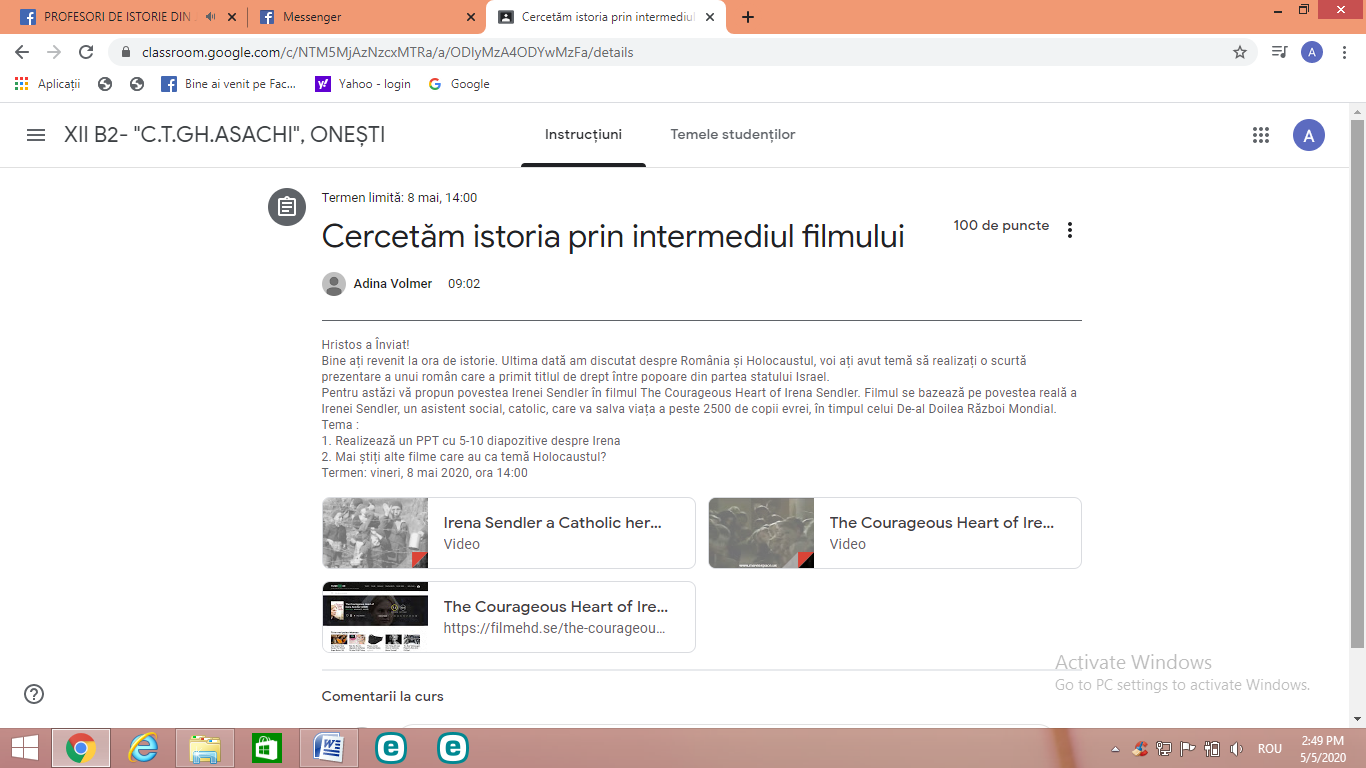 PROFESORI DE ISTORIE DIN
Messenger
Cercetăm istoria prin intermediul
classroom.google.com/c/NTM5MjAzNzcxMTRa/a/ODIyMzA4ODYwMzFa/details
A
Aplicații
Bine ai venit pe Fac...
Yahoo - login
Google
XII B2- "C.T.GH.ASACHI", ONEȘTI
Instrucțiuni
Temele studenților
A
Termen limită: 8 mai, 14:00
Cercetăm istoria prin intermediul filmului
100 de puncte
Adina Volmer 09:02
Hristos a Înviat!
Bine ați revenit la ora de istorie. Ultima dată am discutat despre România și Holocaustul, voi ați avut temă să realizați o scurtă
prezentare a unui român care a primit titlul de drept între popoare din partea statului Israel.
Pentru astăzi vă propun povestea Irenei Sendler în filmul The Courageous Heart of Irena Sendler. Filmul se bazează pe povestea reală a
Irenei Sendler, un asistent social, catolic, care va salva viața a peste 2500 de copii evrei, în timpul celui De-al Doilea Război Mondial.
Tema :
1. Realizează un PPT cu 5-10 diapozitive despre Irena
2. Mai știți alte filme care au ca temă Holocaustul?
Termen: vineri, 8 mai 2020, ora 14:00
Irena Sendler a Catholic her...
Video
The Courageous Heart of Ire...
Video
The Courageous Heart of Ire...
https://filmehd.se/the-courageou...
Activate Windows
Go to PC settings to activate Windows.
Comentarii la curs
ROU
2:49 PM
5/5/2020